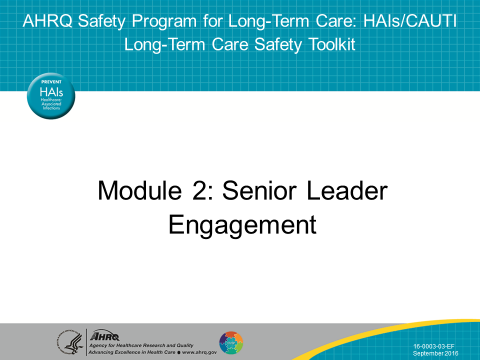 AHRQ Safety Program for Long-Term Care: HAIs/CAUTI
Long-Term Care Safety Toolkit
PREVENT
HAIs
Healthcare
Associated
Infections
Module 2: Senior Leader
Engagement
AHRQ
Agency for Healthcare Research and Quality
Advancing Excellence in Health Care • www.ahrq.gov
16-0003-03-EF
September 2016